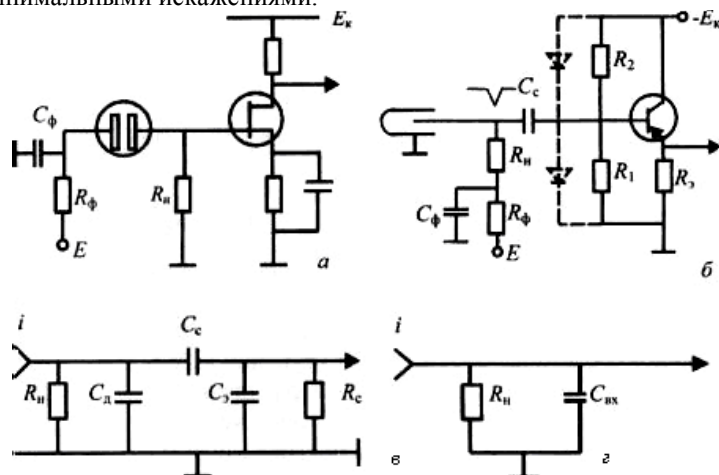 нимальными искажениями.
Eк
Cф
Rф
Rн
E
а
-Eк
R2
Cс
Rн
R1
Rэ
Cф
Rф
E
б
i
Cс
Rн
Cд
Cэ
Rс
в
i
Rн
Cвх
г